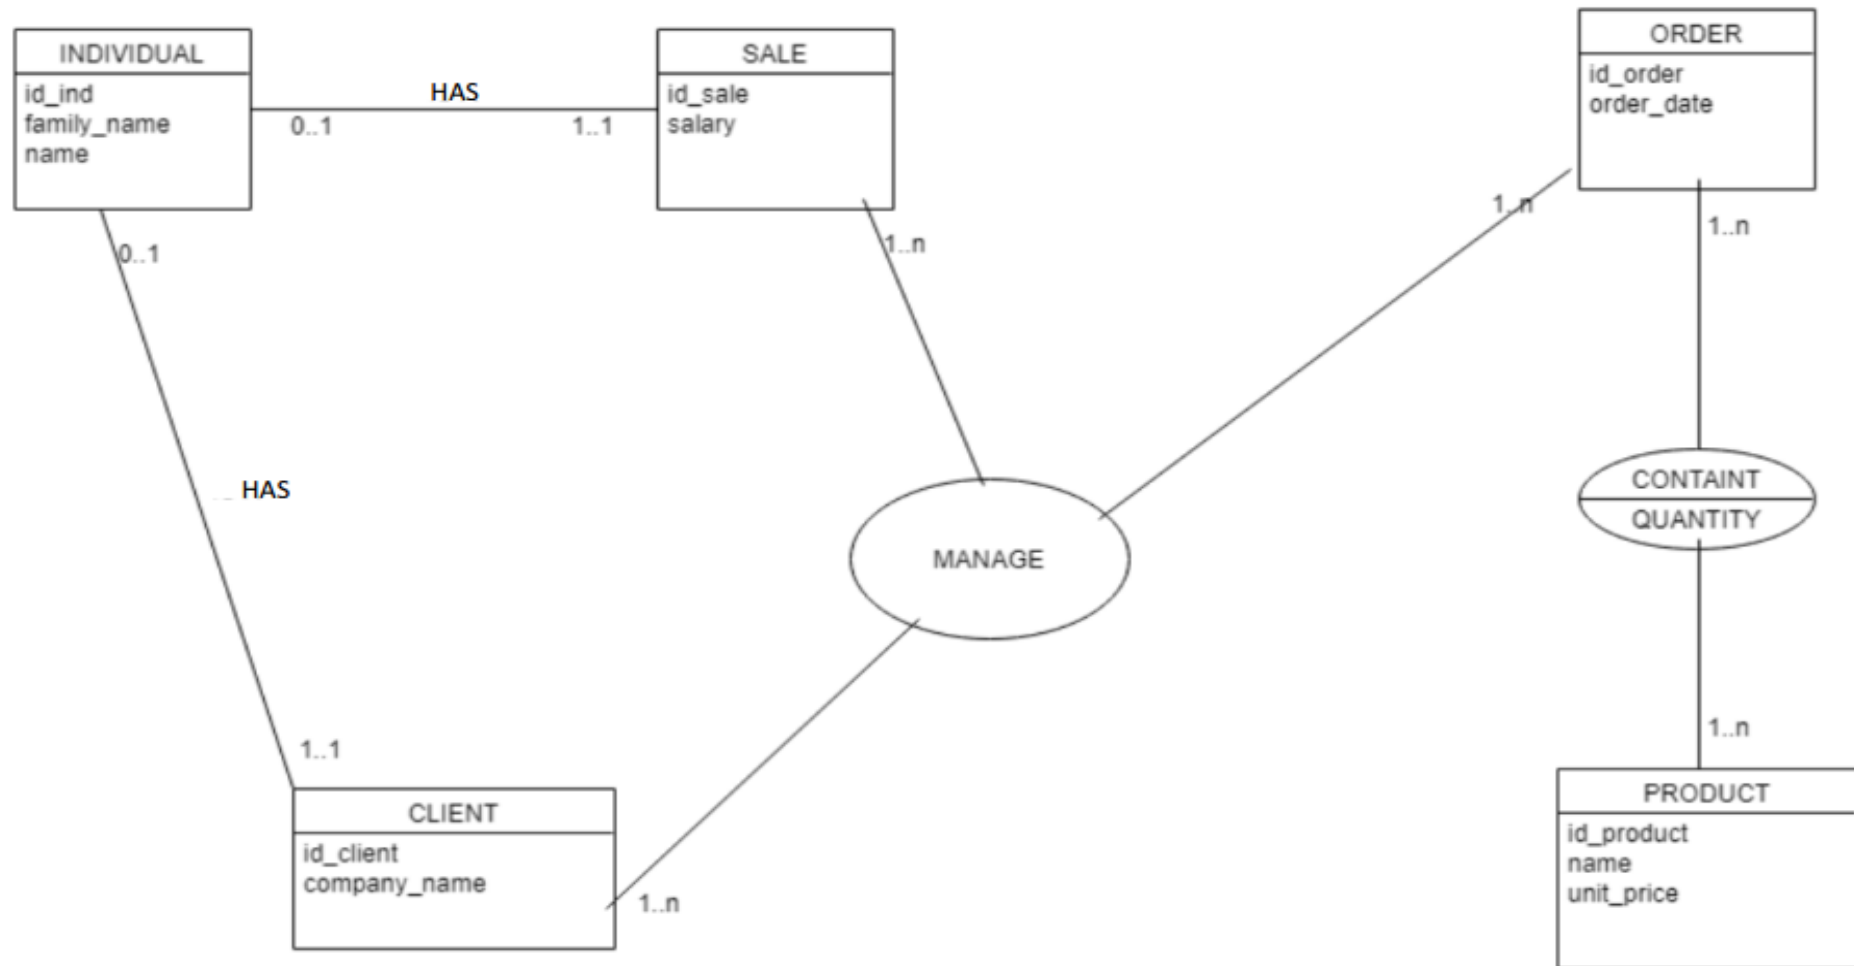 INDIVIDUAL
id_ind
family_name
name
HAS
0..1
1..1
SALE
id_sale
salary
1..n
ORDER
id_order
order_date
1..n
1..n
0..1
HAS
1..1
MANAGE
CONTAINT
QUANTITY
CLIENT
id_client
company_name
1..n
1..n
PRODUCT
id_product
name
unit_price